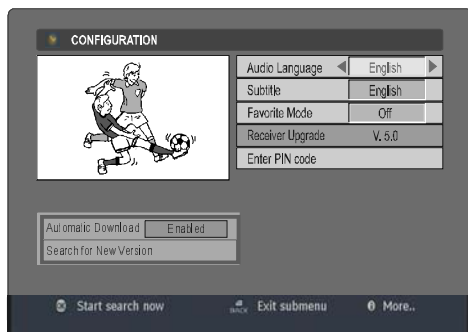 CONFIGURATION
Audio Language English
Subtitle English
Favorite Mode Off
Receiver Upgrade V. 5.0
Enter PIN code
Automatic Download Enabled
Search for New Version
Start search now BACK Exit submenu More..